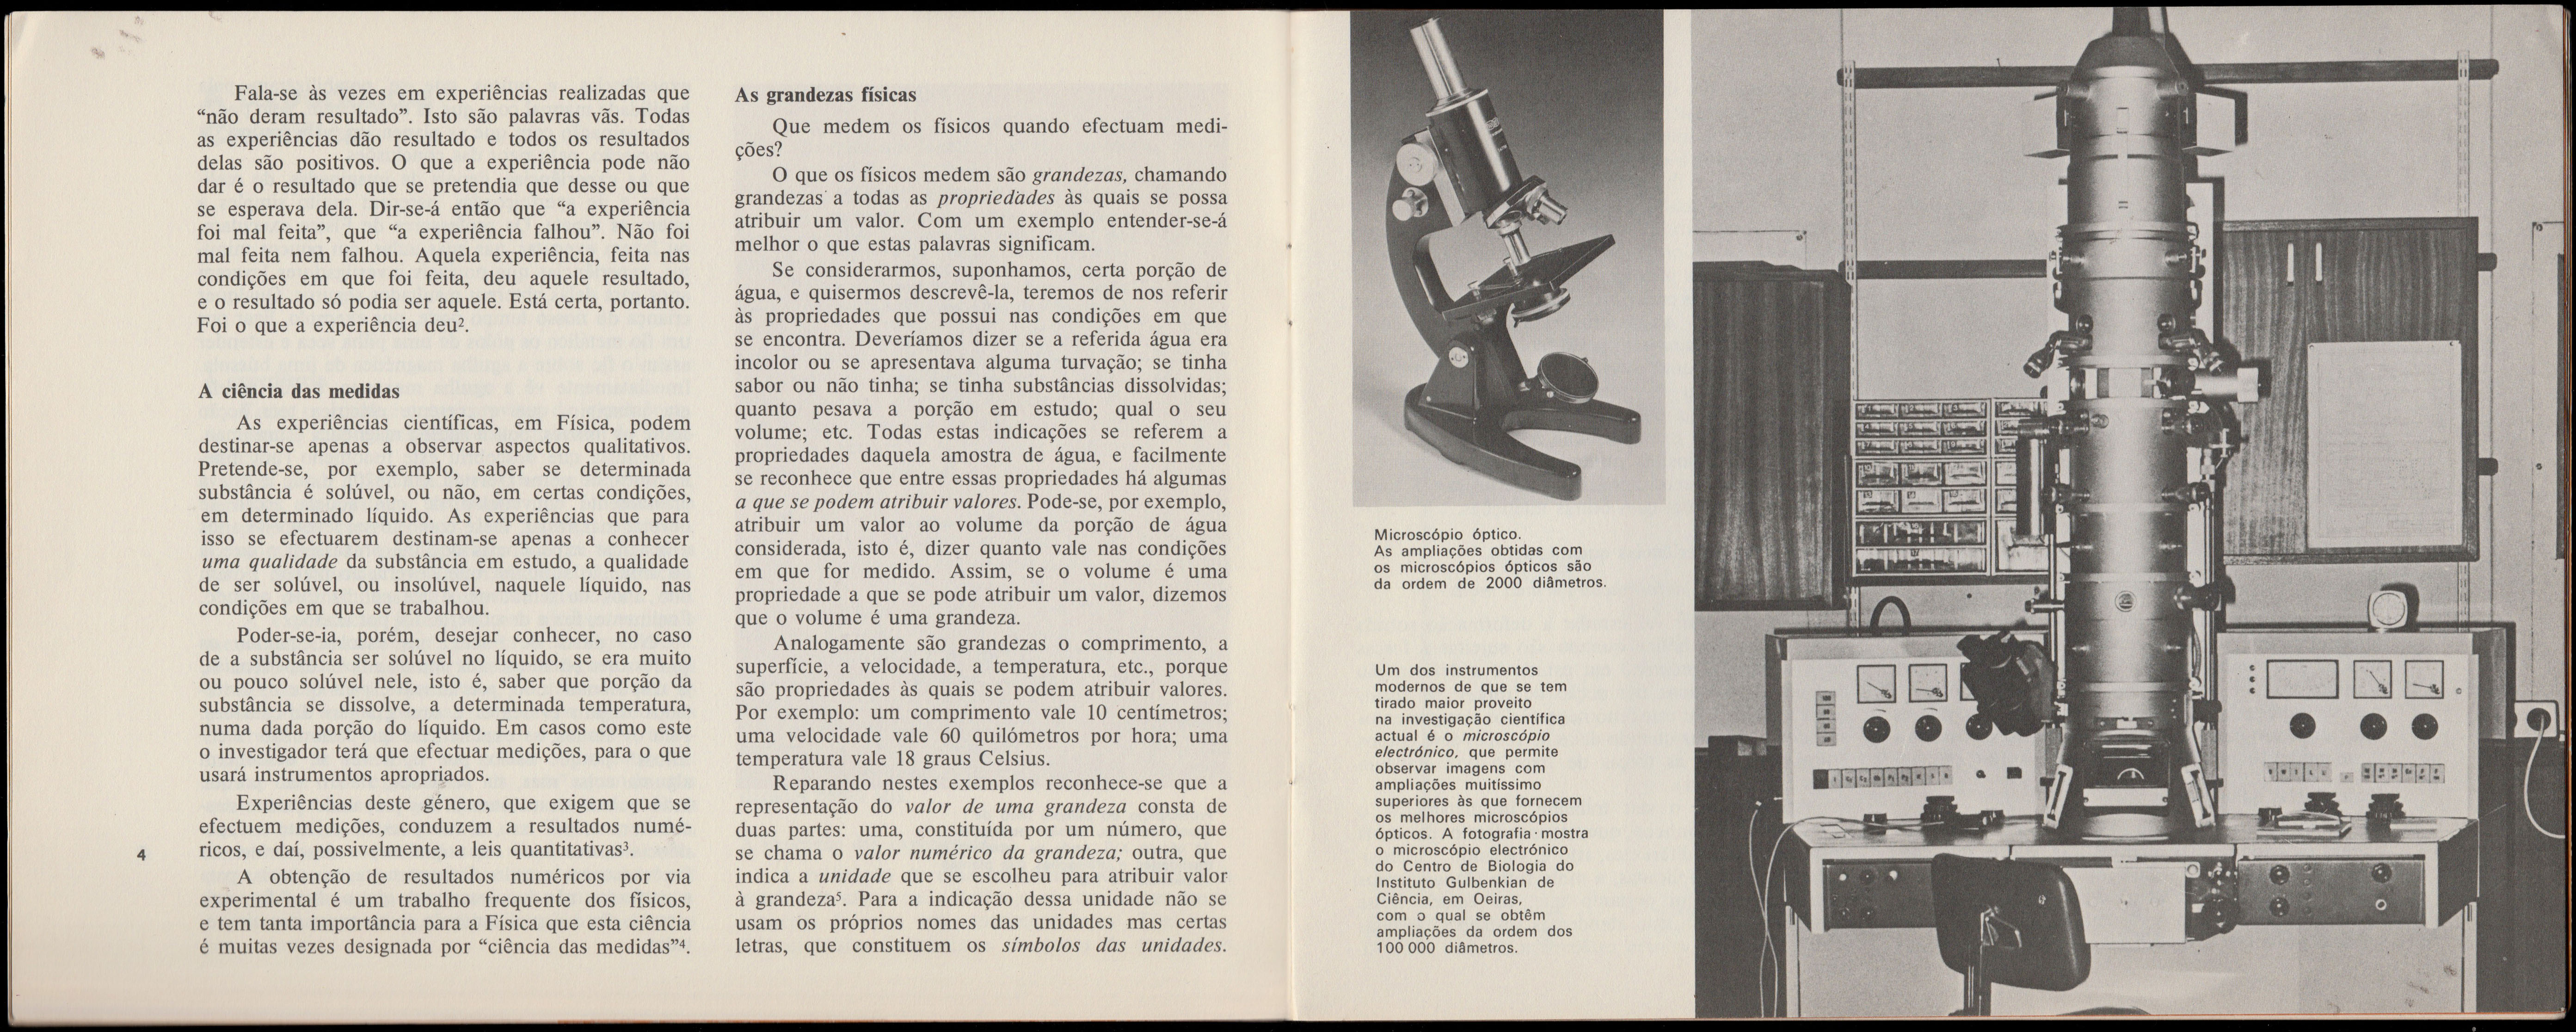 Fala-se às vezes em experiências realizadas que
“não deram resultado”. Isto são palavras vãs. Todas
as experiências dão resultado e todos os resultados
delas são positivos. O que a experiência pode não
dar é o resultado que se pretendia que desse ou que
se esperava dela. Dir-se-á então que “a experiência
foi mal feita”, que “a experiência falhou”. Não foi
mal feita nem falhou. Aquela experiência, feita nas
condições em que foi feita, deu aquele resultado,
e o resultado só podia ser aquele. Está certa, portanto.
Foi o que a experiência deu².
A ciência das medidas
As experiências científicas, em Física, podem
destinar-se apenas a observar aspectos qualitativos.
Pretende-se, por exemplo, saber se determinada
substância é solúvel, ou não, em certas condições,
em determinado líquido. As experiências que para
isso se efectuarem destinam-se apenas a conhecer
uma qualidade da substância em estudo, a qualidade
de ser solúvel, ou insolúvel, naquele líquido, nas
condições em que se trabalhou.
Poder-se-ia, porém, desejar conhecer, no caso
de a substância ser solúvel no líquido, se era muito
ou pouco solúvel nele, isto é, saber que porção da
substância se dissolve, a determinada temperatura,
numa dada porção do líquido. Em casos como este
o investigador terá que efectuar medições, para o que
usará instrumentos apropriados.
Experiências deste género, que exigem que se
efectuem medições, conduzem a resultados numé-
ricos, e daí, possivelmente, a leis quantitativas³.
A obtenção de resultados numéricos por via
experimental é um trabalho frequente dos físicos,
e tem tanta importância para a Física que esta ciência
é muitas vezes designada por “ciência das medidas”⁴.
4
As grandezas físicas
Que medem os físicos quando efectuam medi-
ções?
O que os físicos medem são grandezas, chamando
grandezas a todas as propriedades às quais se possa
atribuir um valor. Com um exemplo entender-se-á
melhor o que estas palavras significam.
Se considerarmos, suponhamos, certa porção de
água, e quisermos descrevê-la, teremos de nos referir
às propriedades que possui nas condições em que
se encontra. Deveríamos dizer se a referida água era
incolor ou se apresentava alguma turvação; se tinha
sabor ou não tinha; se tinha substâncias dissolvidas;
quanto pesava a porção em estudo; qual o seu
volume; etc. Todas estas indicações se referem a
propriedades daquela amostra de água, e facilmente
se reconhece que entre essas propriedades há algumas
a que se podem atribuir valores. Pode-se, por exemplo,
atribuir um valor ao volume da porção de água
considerada, isto é, dizer quanto vale nas condições
em que for medido. Assim, se o volume é uma
propriedade a que se pode atribuir um valor, dizemos
que o volume é uma grandeza.
Analogamente são grandezas o comprimento, a
superfície, a velocidade, a temperatura, etc., porque
são propriedades às quais se podem atribuir valores.
Por exemplo: um comprimento vale 10 centímetros;
uma velocidade vale 60 quilómetros por hora; uma
temperatura vale 18 graus Celsius.
Reparando nestes exemplos reconhece-se que a
representação do valor de uma grandeza consta de
duas partes: uma, constituída por um número, que
se chama o valor numérico da grandeza; outra, que
indica a unidade que se escolheu para atribuir valor
à grandeza⁵. Para a indicação dessa unidade não se
usam os próprios nomes das unidades mas certas
letras, que constituem os símbolos das unidades.
Microscópio óptico.
As ampliações obtidas com
os microscópios ópticos são
da ordem de 2000 diâmetros.
Um dos instrumentos
modernos de que se tem
tirado maior proveito
na investigação científica
actual é o microscópio
electrónico, que permite
observar imagens com
ampliações muitíssimo
superiores às que fornecem
os melhores microscópios
ópticos. A fotografia mostra
o microscópio electrónico
do Centro de Biologia do
Instituto Gulbenkian de
Ciência, em Oeiras,
com o qual se obtêm
ampliações da ordem dos
100 000 diâmetros.